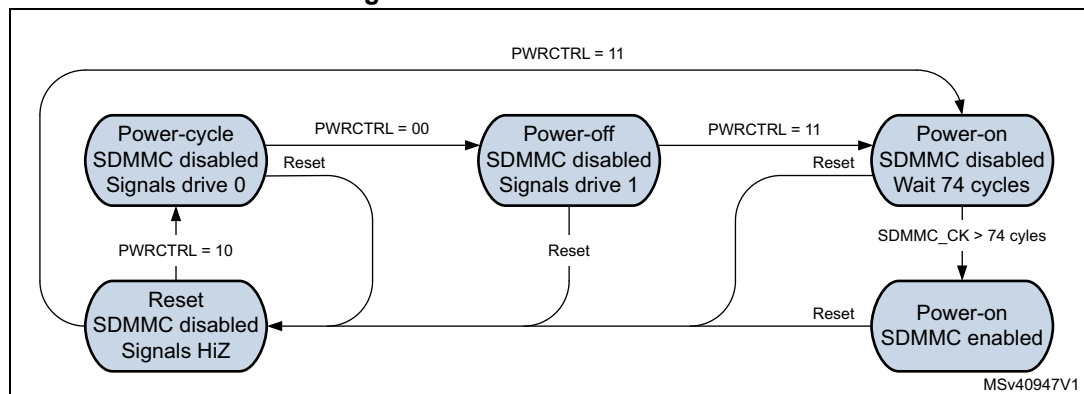 PWRCTRL = 11
Power-cycle
SDMMC disabled
Signals drive 0
PWRCTRL = 00
Reset
Power-off
SDMMC disabled
Signals drive 1
PWRCTRL = 11
Reset
Power-on
SDMMC disabled
Wait 74 cycles
PWRCTRL = 10
Reset
SDMMC_CK > 74 cyles
Reset
SDMMC disabled
Signals HiZ
Reset
Power-on
SDMMC enabled
MSv40947V1